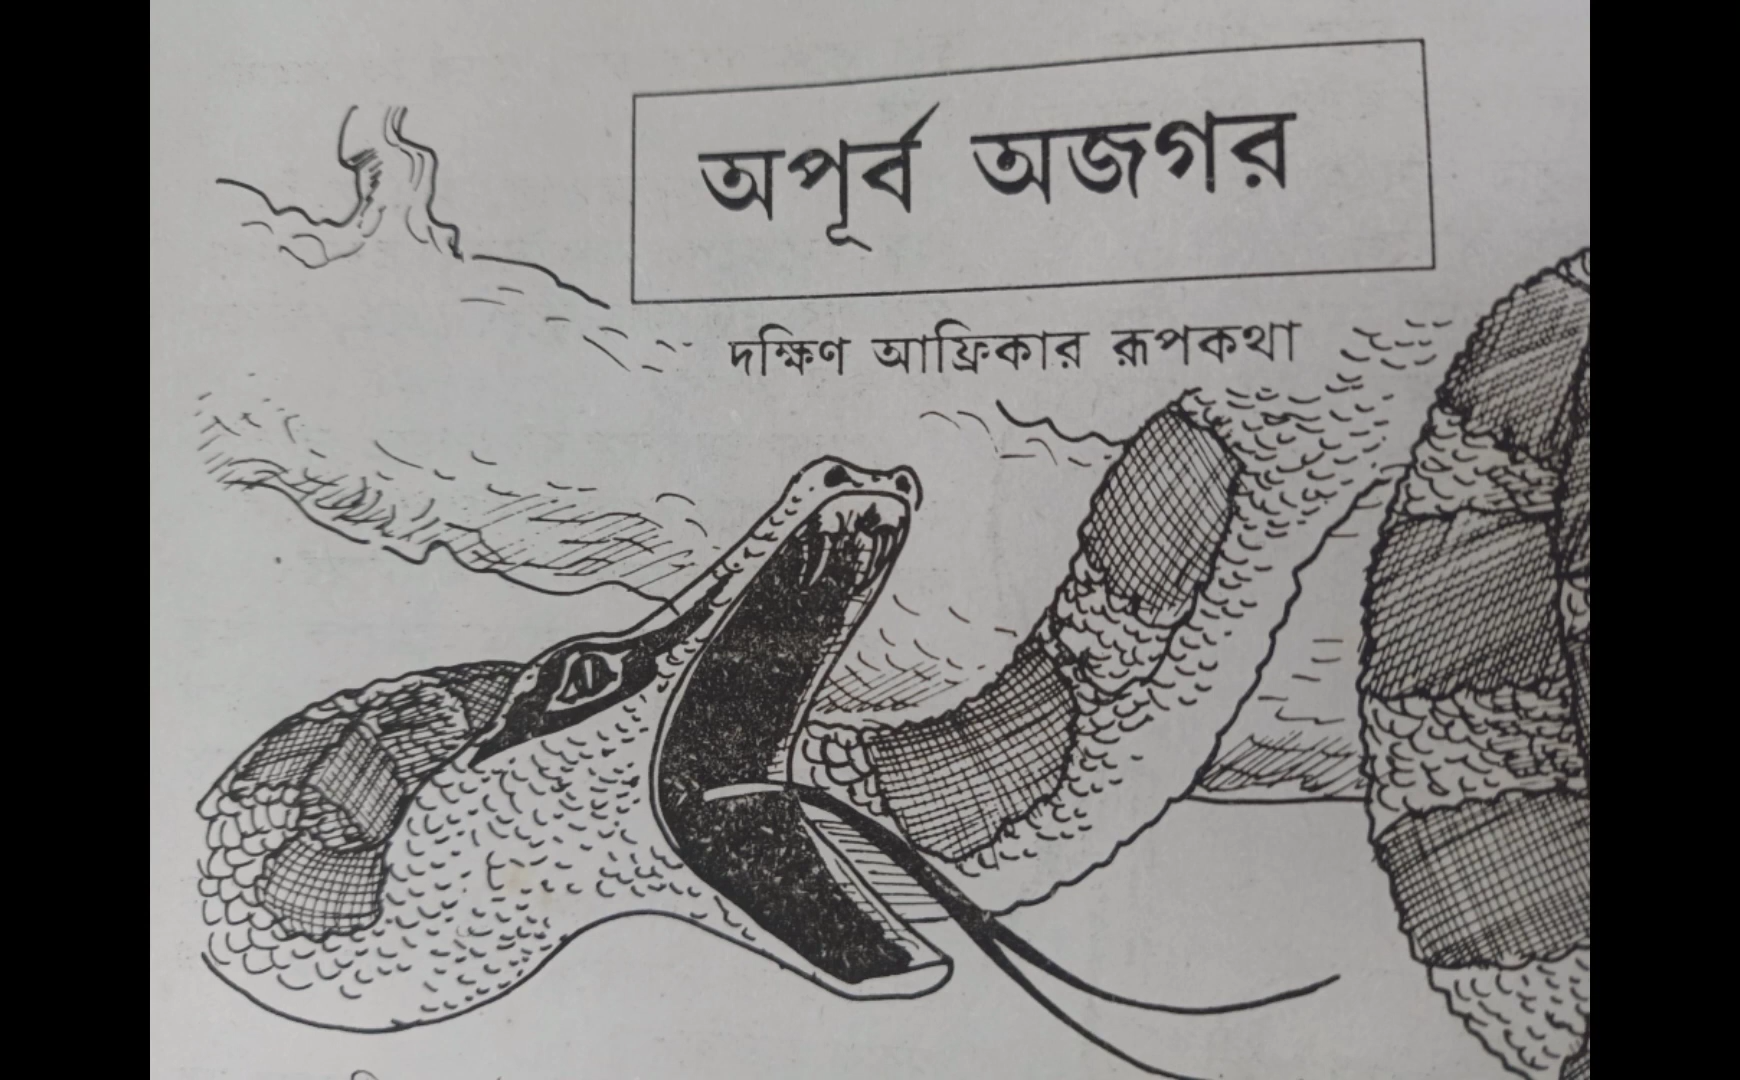 অপূর্ব অজগর
দক্ষিণ আফ্রিকার রূপকথা